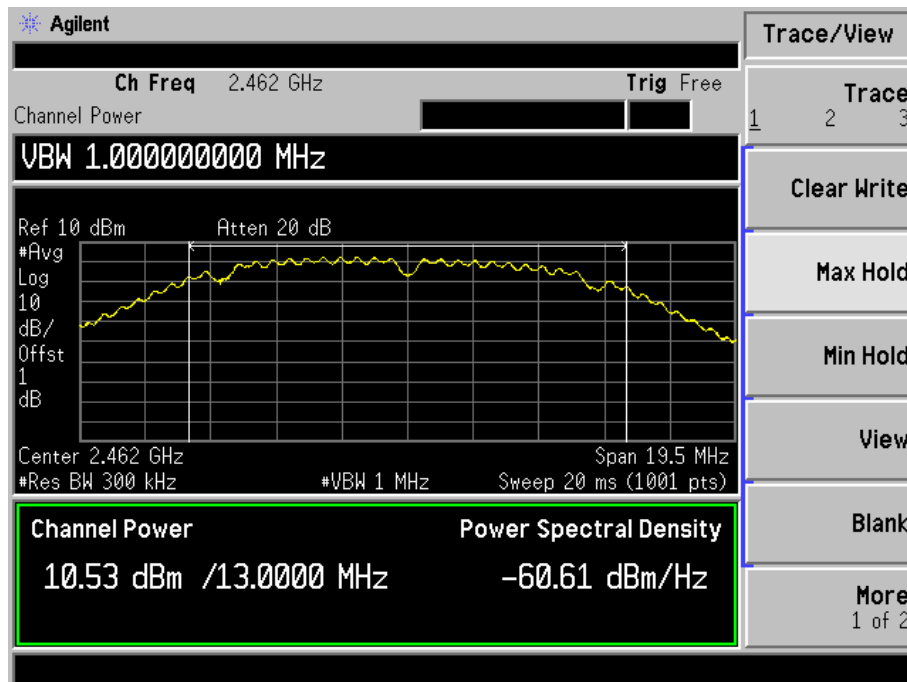 Agilent
Trace/View
Ch Freq 2.462 GHz Trig Free
Channel Power
Trace
1 2 3
VBW 1.000000000 MHz
Clear Write
Ref 10 dBm Atten 20 dB
#Avg
Log
10
dB/
Offst
1
dB
Max Hold
Min Hold
View
Center 2.462 GHz Span 19.5 MHz
#Res BW 300 kHz #VBW 1 MHz Sweep 20 ms (1001 pts)
Channel Power Power Spectral Density
10.53 dBm /13.0000 MHz -60.61 dBm/Hz
Blank
More
1 of 2